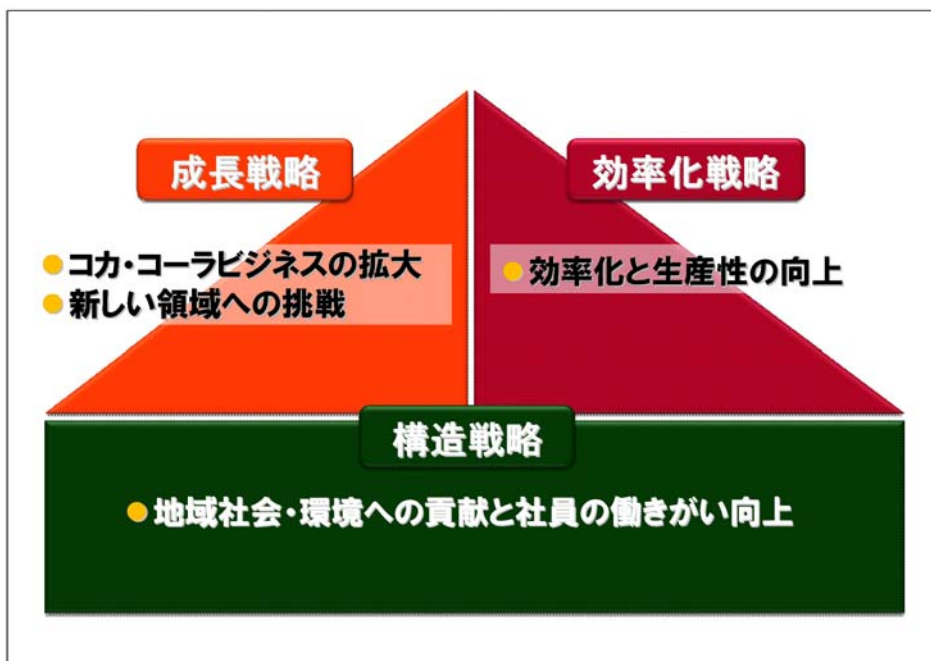 成長戦略
●コカ・コーラビジネスの拡大
●新しい領域への挑戦
効率化戦略
●効率化と生産性の向上
構造戦略
●地域社会・環境への貢献と社員の働きがい向上